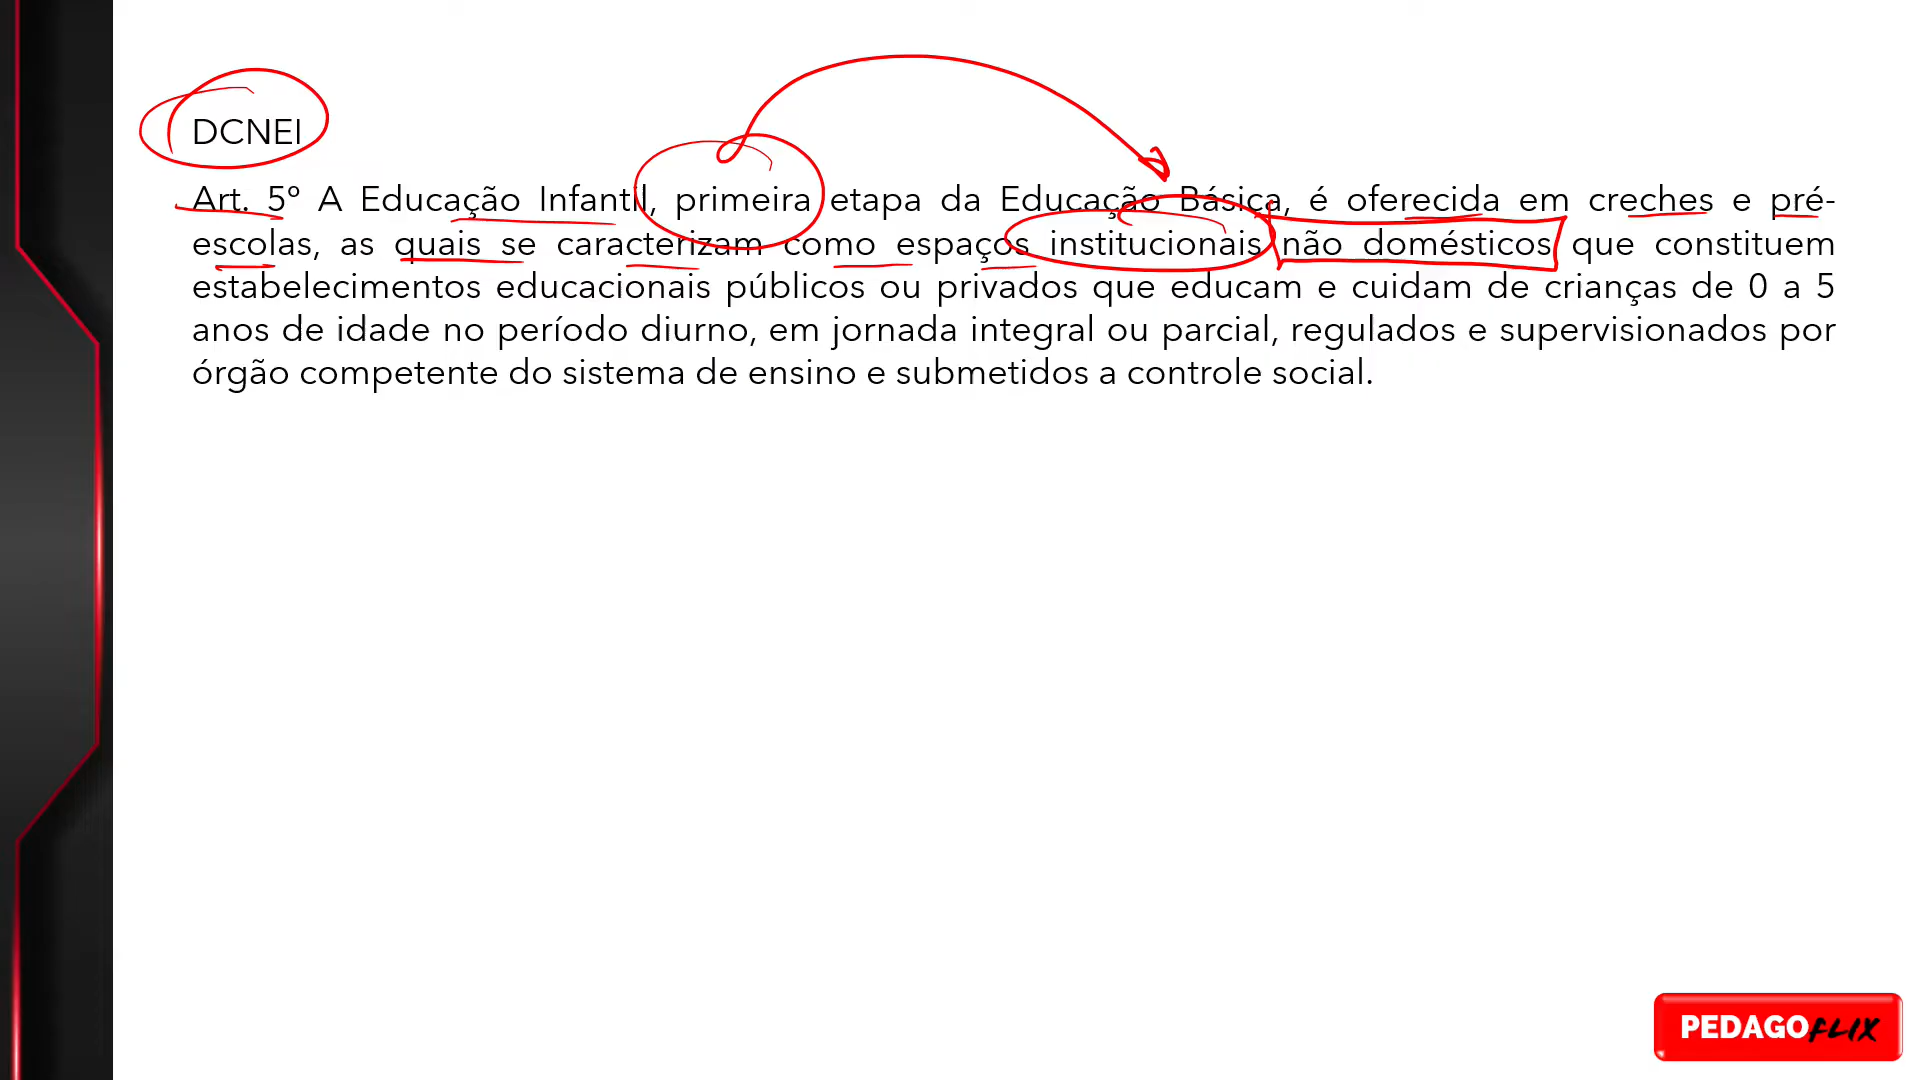 DCNEI
Art. 5º A Educação Infantil, primeira etapa da Educação Básica, é oferecida em creches e pré-
escolas, as quais se caracterizam como espaços institucionais não domésticos que constituem
estabelecimentos educacionais públicos ou privados que educam e cuidam de crianças de 0 a 5
anos de idade no período diurno, em jornada integral ou parcial, regulados e supervisionados por
órgão competente do sistema de ensino e submetidos a controle social.
PEDAGOFLIX